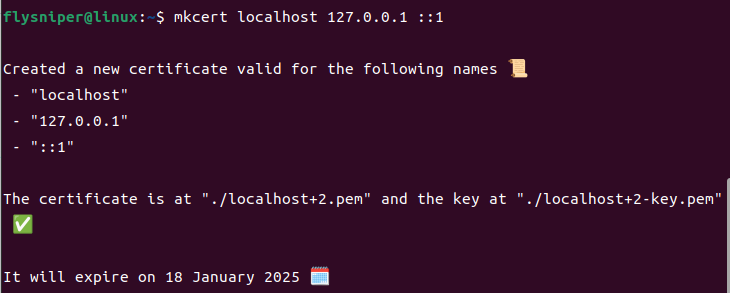 flysniper@linux:~$ mkcert localhost 127.0.0.1 ::1
Created a new certificate valid for the following names 📜
- "localhost"
- "127.0.0.1"
- "::1"
The certificate is at "./localhost+2.pem" and the key at "./localhost+2-key.pem"
✅
It will expire on 18 January 2025 🗓